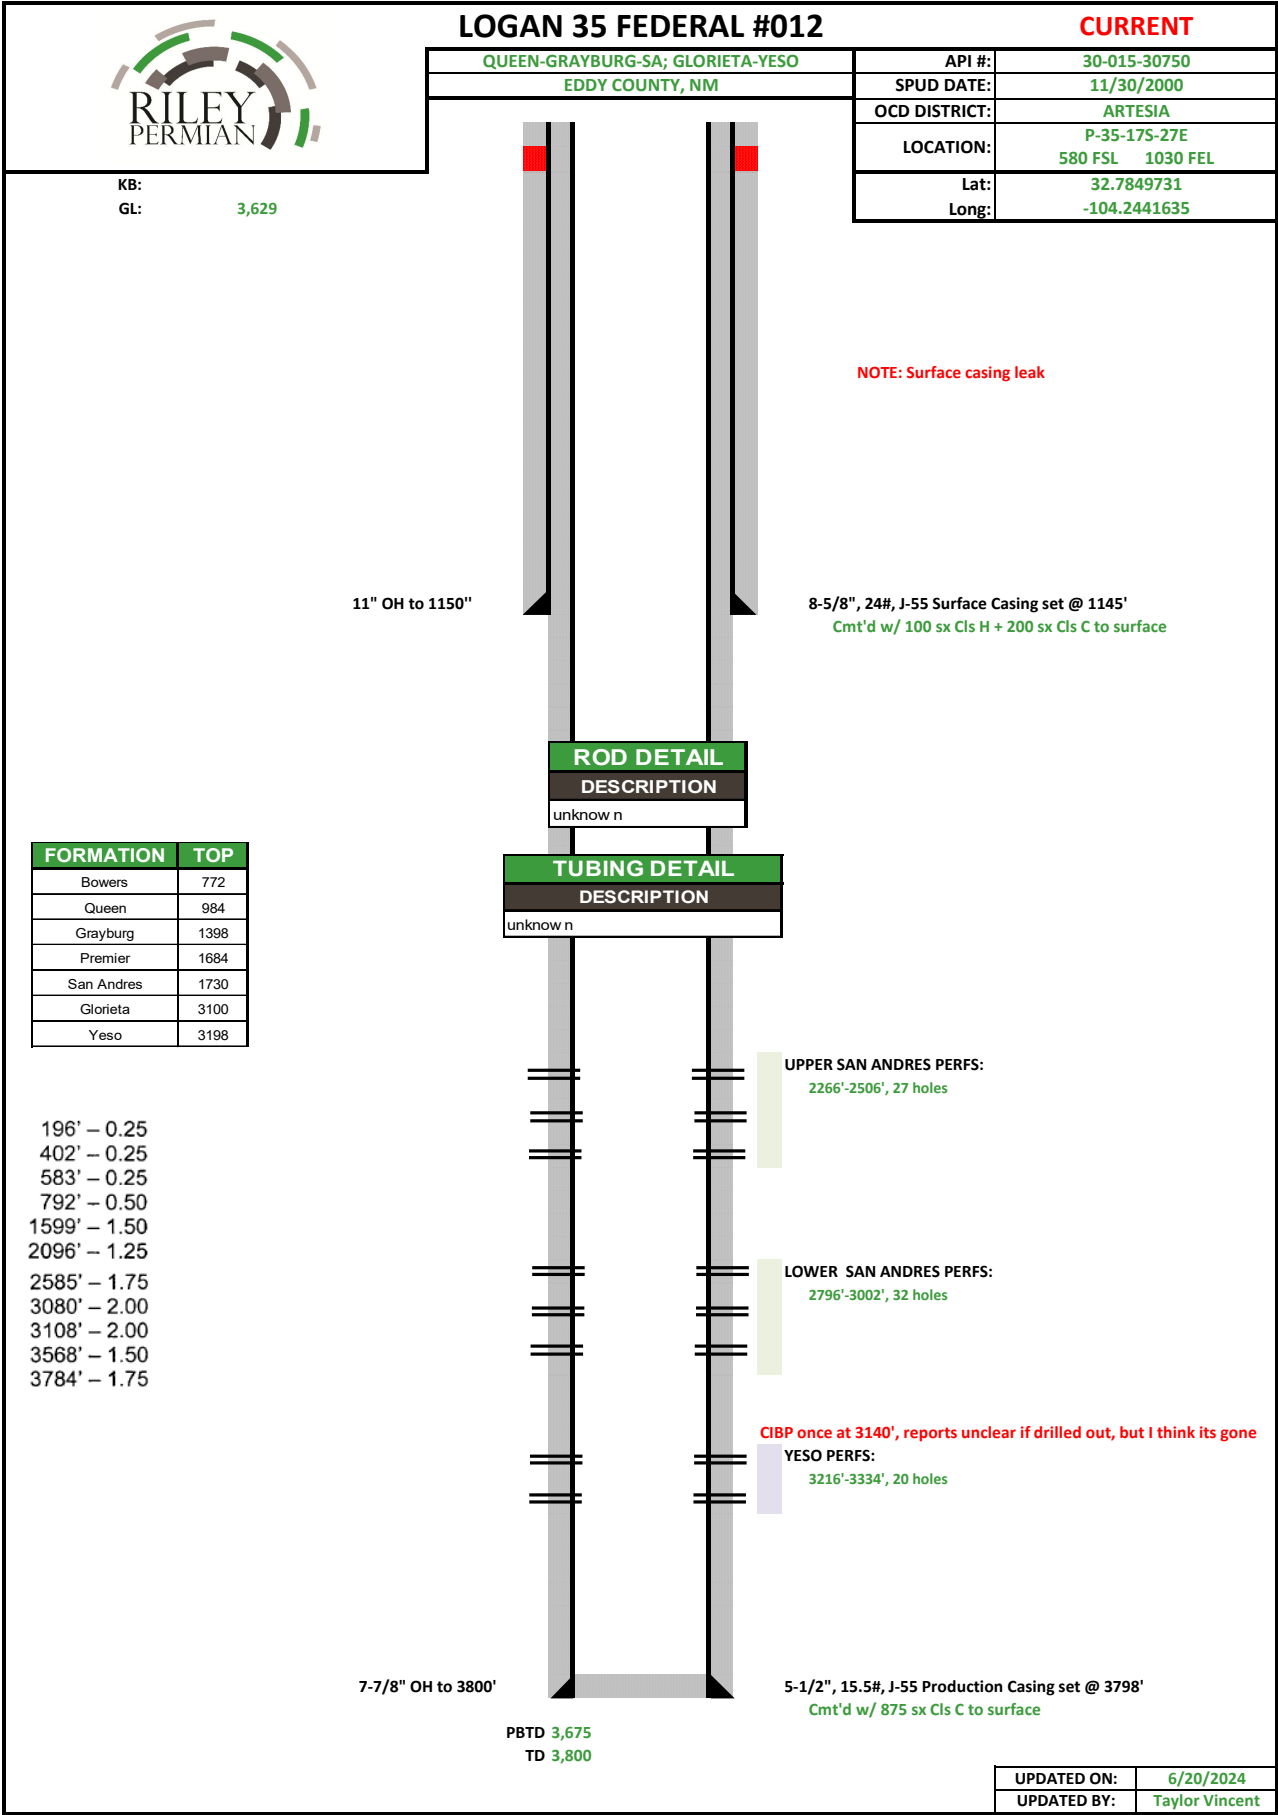 LOGAN 35 FEDERAL #012
CURRENT
RILEY
PERMIAN
QUEEN-GRAYBURG-SA; GLORIETA-YESO
EDDY COUNTY, NM
API #: 30-015-30750
SPUD DATE: 11/30/2000
OCD DISTRICT: ARTESIA
LOCATION: P-35-17S-27E
580 FSL 1030 FEL
Lat: 32.7849731
Long: -104.2441635
KB:
GL: 3,629
NOTE: Surface casing leak
11" OH to 1150''
8-5/8", 24#, J-55 Surface Casing set @ 1145'
Cmt'd w/ 100 sx Cls H + 200 sx Cls C to surface
ROD DETAIL
DESCRIPTION
unknow n
TUBING DETAIL
DESCRIPTION
unknow n
FORMATION TOP
Bowers 772
Queen 984
Grayburg 1398
Premier 1684
San Andres 1730
Glorieta 3100
Yeso 3198
UPPER SAN ANDRES PERFS:
2266'-2506', 27 holes
196' – 0.25
402' – 0.25
583' – 0.25
792' – 0.50
1599' – 1.50
2096' – 1.25
2585' – 1.75
3080' – 2.00
3108' – 2.00
3568' – 1.50
3784' – 1.75
LOWER SAN ANDRES PERFS:
2796'-3002', 32 holes
CIBP once at 3140', reports unclear if drilled out, but I think its gone
YESO PERFS:
3216'-3334', 20 holes
7-7/8" OH to 3800'
5-1/2", 15.5#, J-55 Production Casing set @ 3798'
Cmt'd w/ 875 sx Cls C to surface
PBTD 3,675
TD 3,800
UPDATED ON: 6/20/2024
UPDATED BY: Taylor Vincent